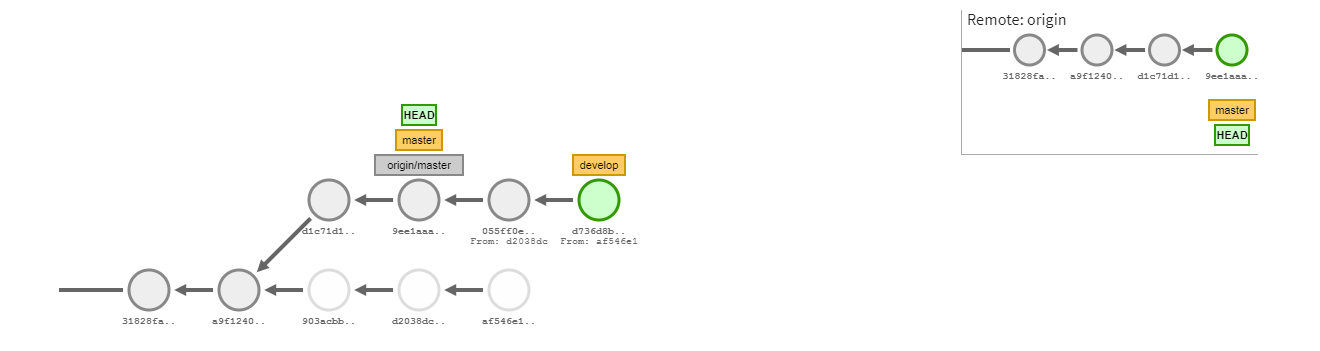 Remote: origin
31828fa..
a9f1240..
d1c71d1..
9ee1aaa..
master
HEAD
HEAD
master
origin/master
develop
d1c71d1..
9ee1aaa..
055ff0e..
From: d2038dc
d736d8b..
From: af546e1
31828fa..
a9f1240..
903acbb..
d2038dc..
af546e1..